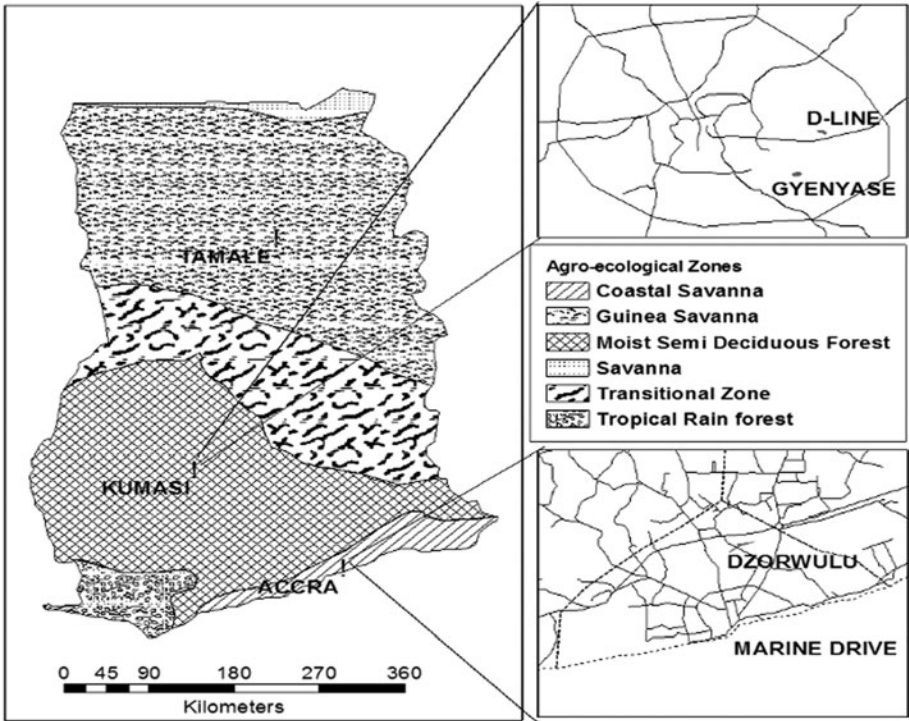 TAMALE
KUMASI
ACCRA
0 45 90 180 270 360
Kilometers
D-LINE
GYENYASE
Agro-ecological Zones
Coastal Savanna
Guinea Savanna
Moist Semi Deciduous Forest
Savanna
Transitional Zone
Tropical Rain forest
DZORWULU
MARINE DRIVE